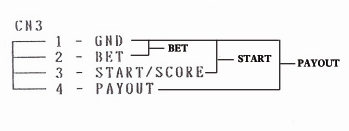 CN3
1 - GND
2 - BET
3 - START/SCORE
4 - PAYOUT
BET
START
PAYOUT